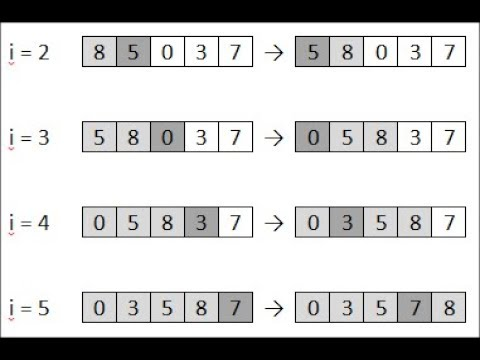 i = 2 8 5 0 3 7 → 5 8 0 3 7
i = 3 5 8 0 3 7 → 0 5 8 3 7
i = 4 0 5 8 3 7 → 0 3 5 8 7
i = 5 0 3 5 8 7 → 0 3 5 7 8